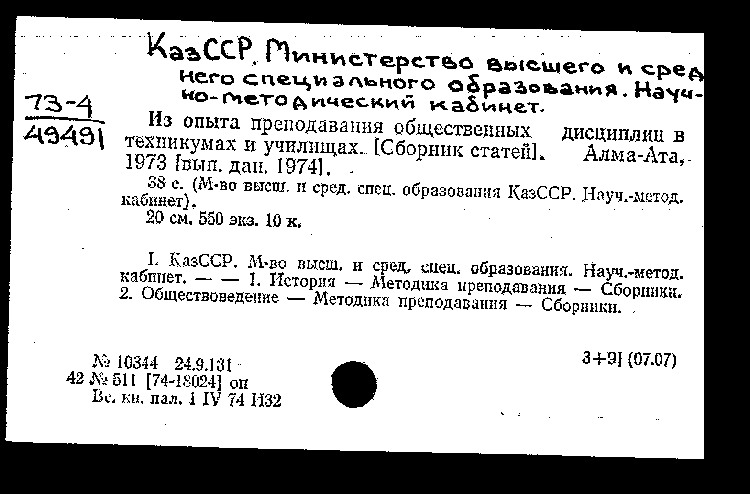 КазССР. Министерство высшего и сред
него специального образования. Науч-
но-методический кабинет.
73-4
49491
Из опыта преподавания общественных дисциплин в
техникумах и училищах. [Сборник статей]. Алма-Ата,
1973 [вып. дан. 1974].
38 с. (М-во высш. и сред. спец. образования КазССР. Науч.-метод.
кабинет).
20 см. 550 экз. 10 к.
I. КазССР. М-во высш. и сред. спец. образования. Науч.-метод.
кабинет. — — 1. История — Методика преподавания — Сборники.
2. Обществоведение — Методика преподавания — Сборники.
№ 10344 24.9.131
3+9] (07.07)
42 № 511 [74-18024] оп
Вс. кн. пал. 1 IV 74 Н32